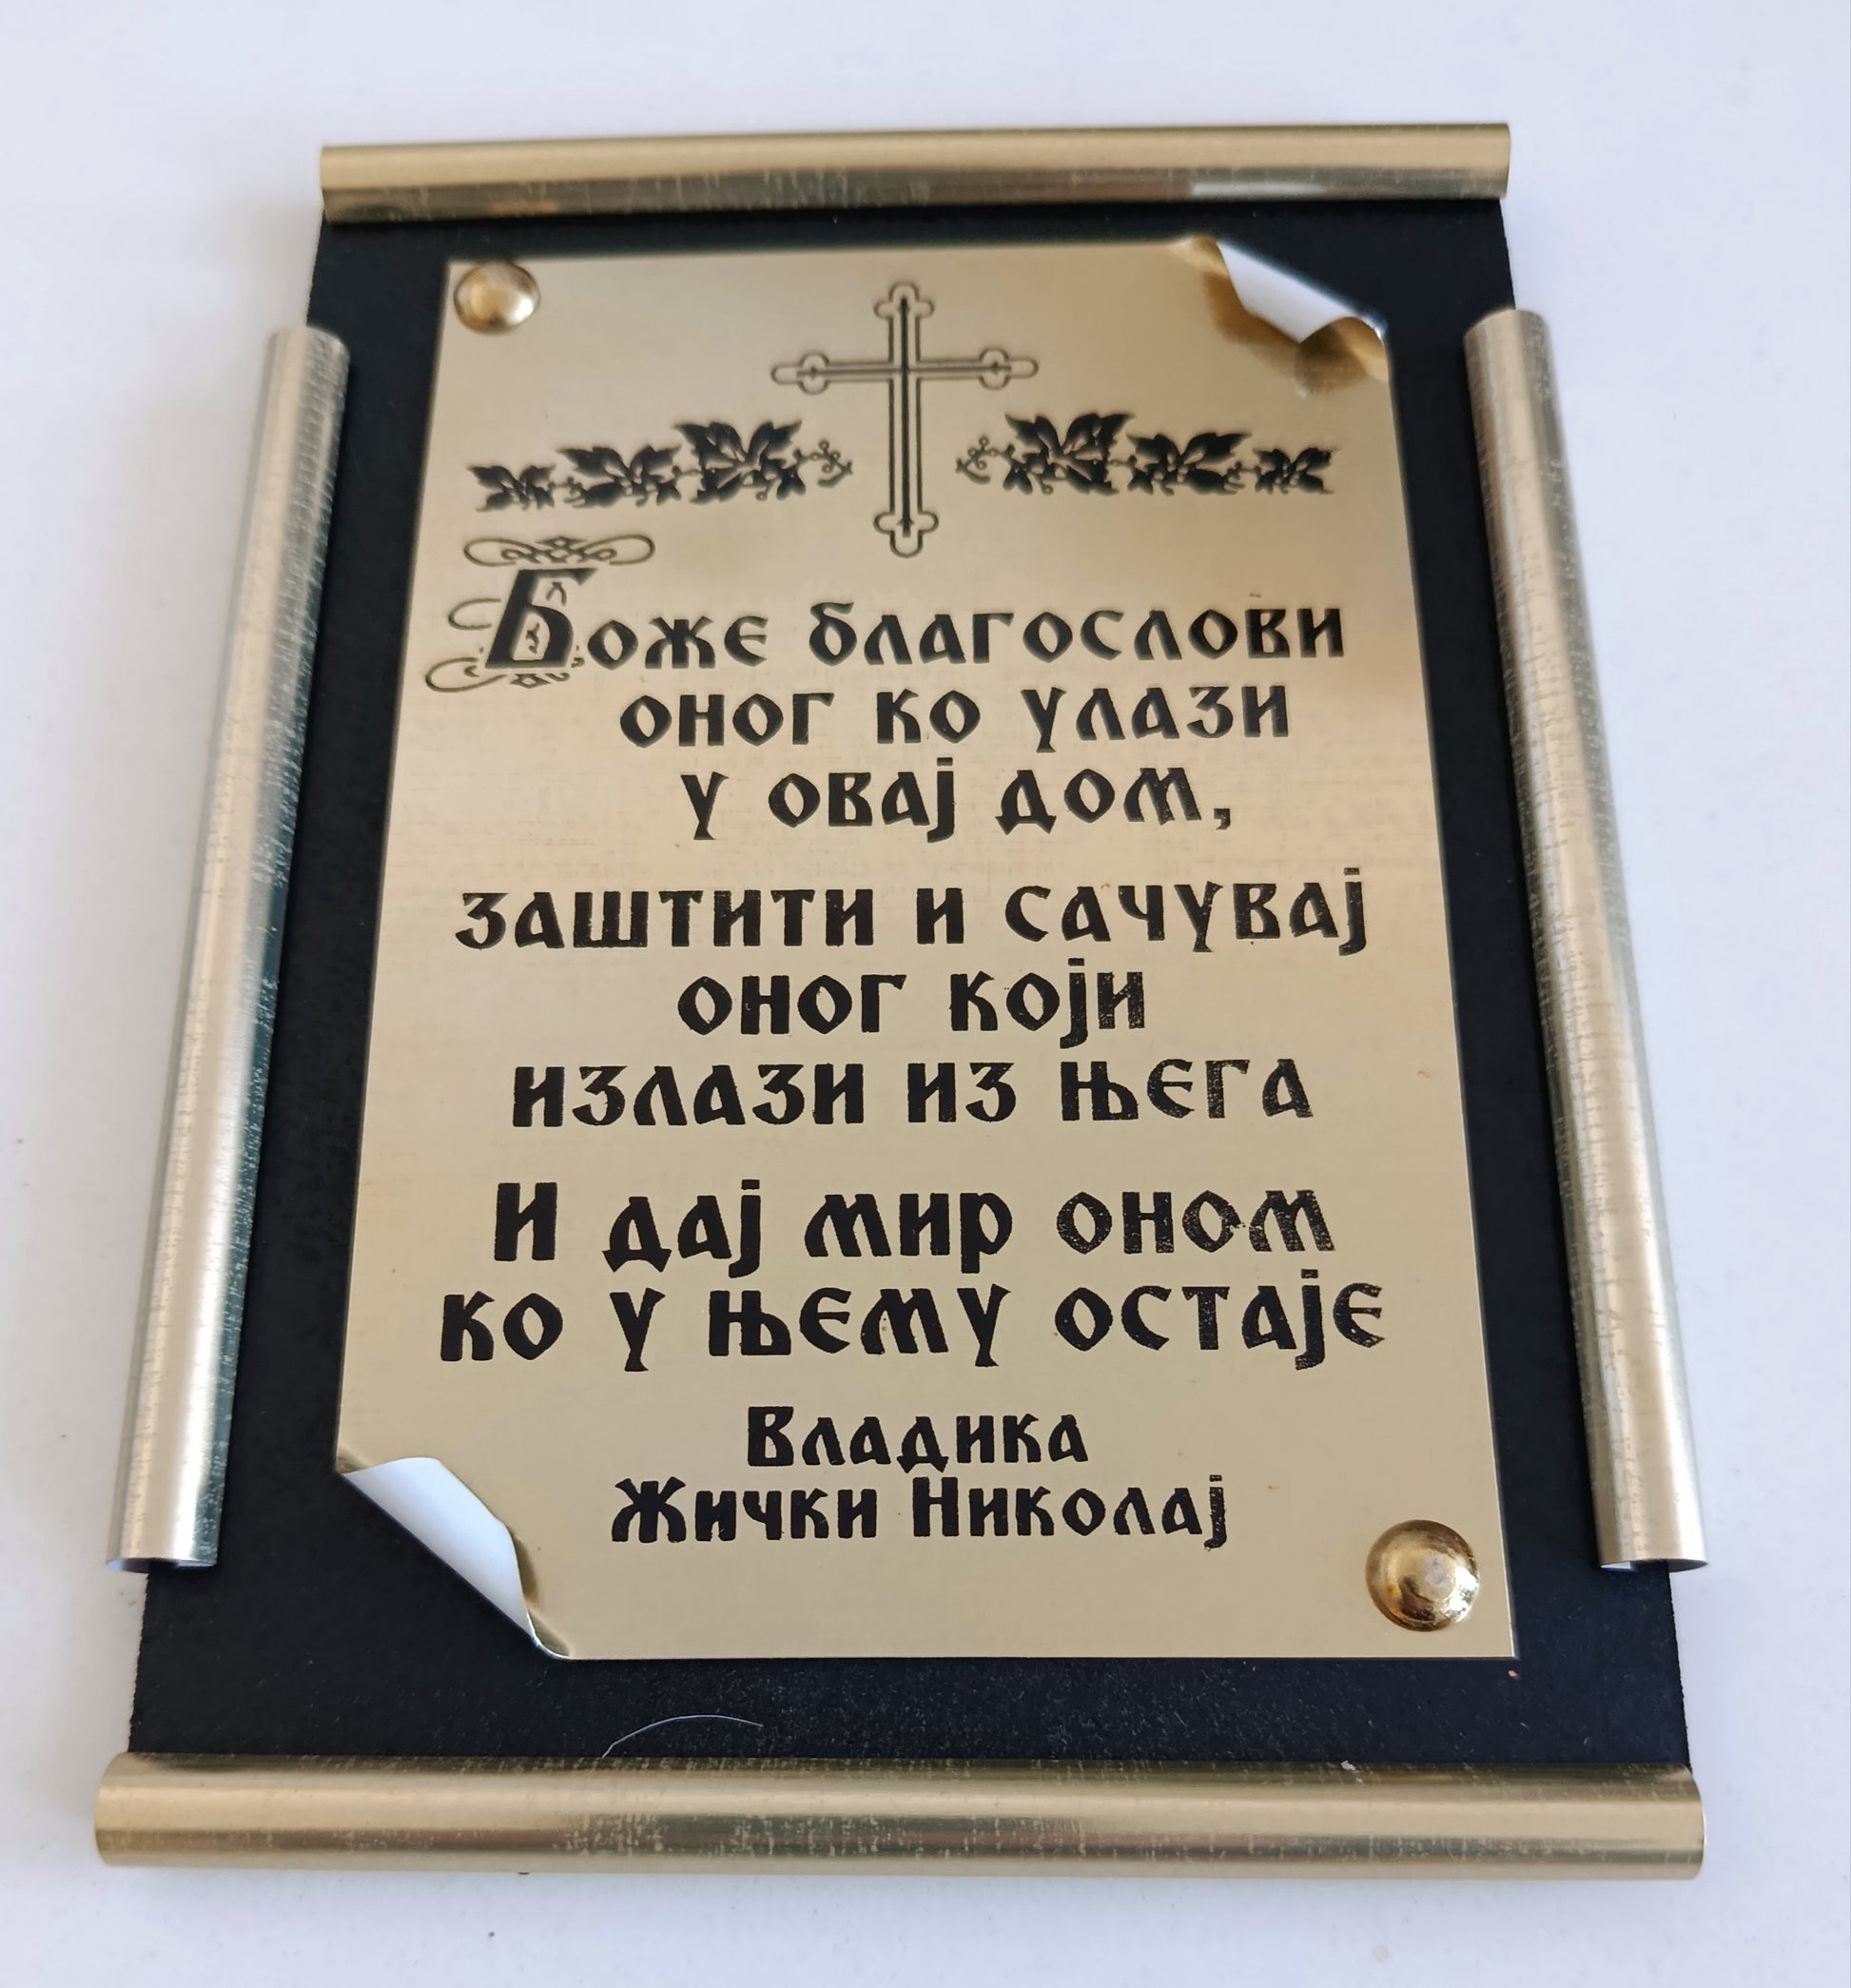 Боже благослови
оног ко улази
у овај дом,
заштити и сачувај
оног који
излази из њега
И дај мир оном
ко у њему остаје
Владика
Жички Николај